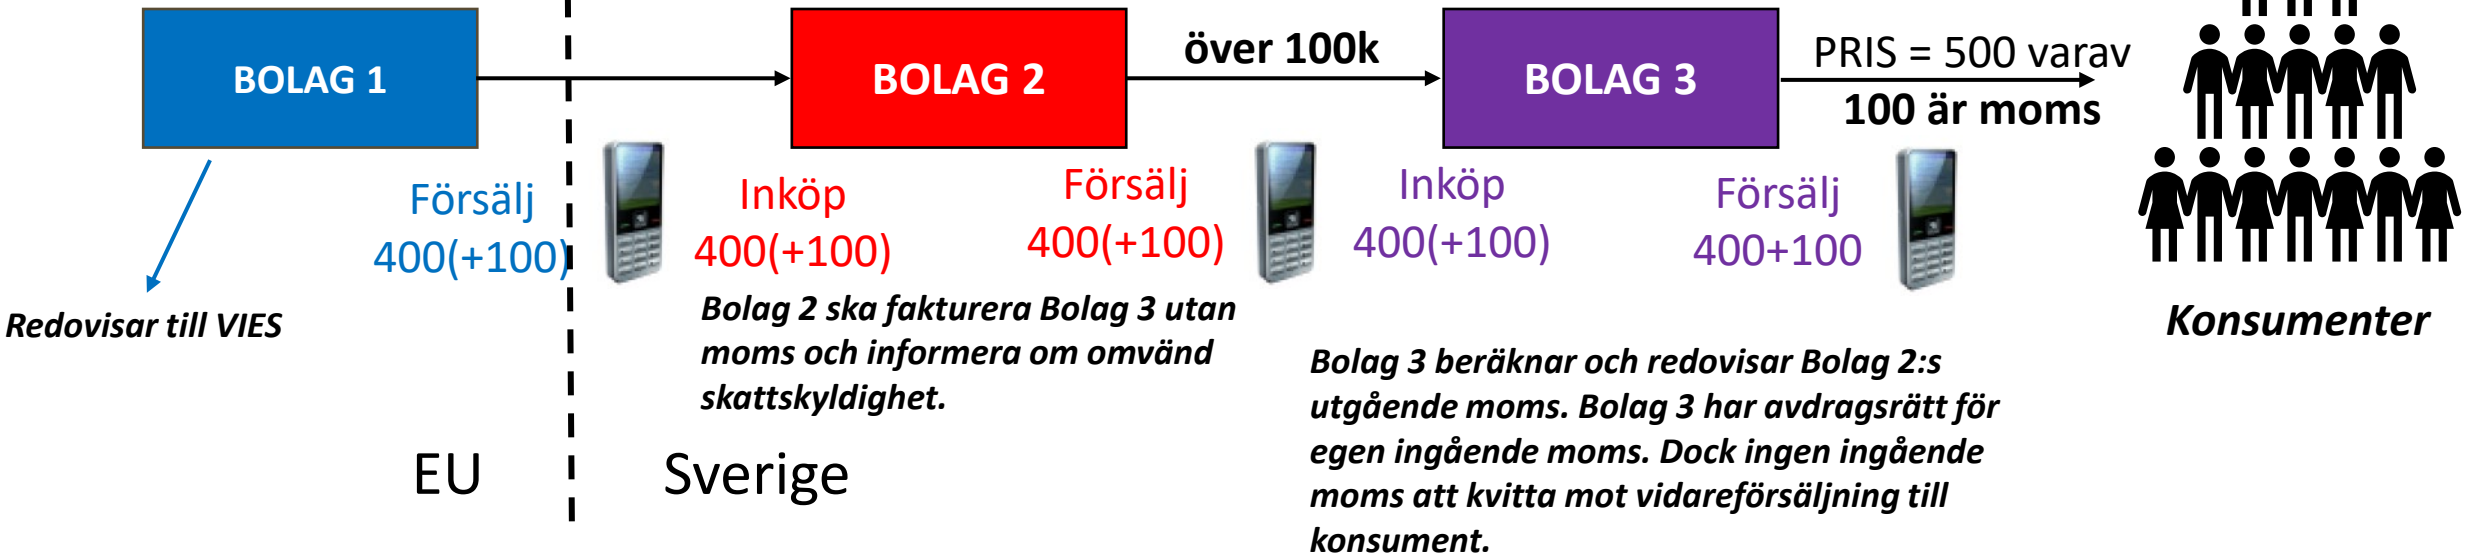 BOLAG 1
BOLAG 2
över 100k
BOLAG 3
PRIS = 500 varav
100 är moms
Försälj
400(+100)
Inköp
400(+100)
Försälj
400(+100)
Inköp
400(+100)
Försälj
400+100
Redovisar till VIES
Bolag 2 ska fakturera Bolag 3 utan
moms och informera om omvänd
skattskyldighet.
Konsumenter
Bolag 3 beräknar och redovisar Bolag 2:s
utgående moms. Bolag 3 har avdragsrätt för
egen ingående moms. Dock ingen ingående
moms att kvitta mot vidareförsäljning till
konsument.
EU
Sverige